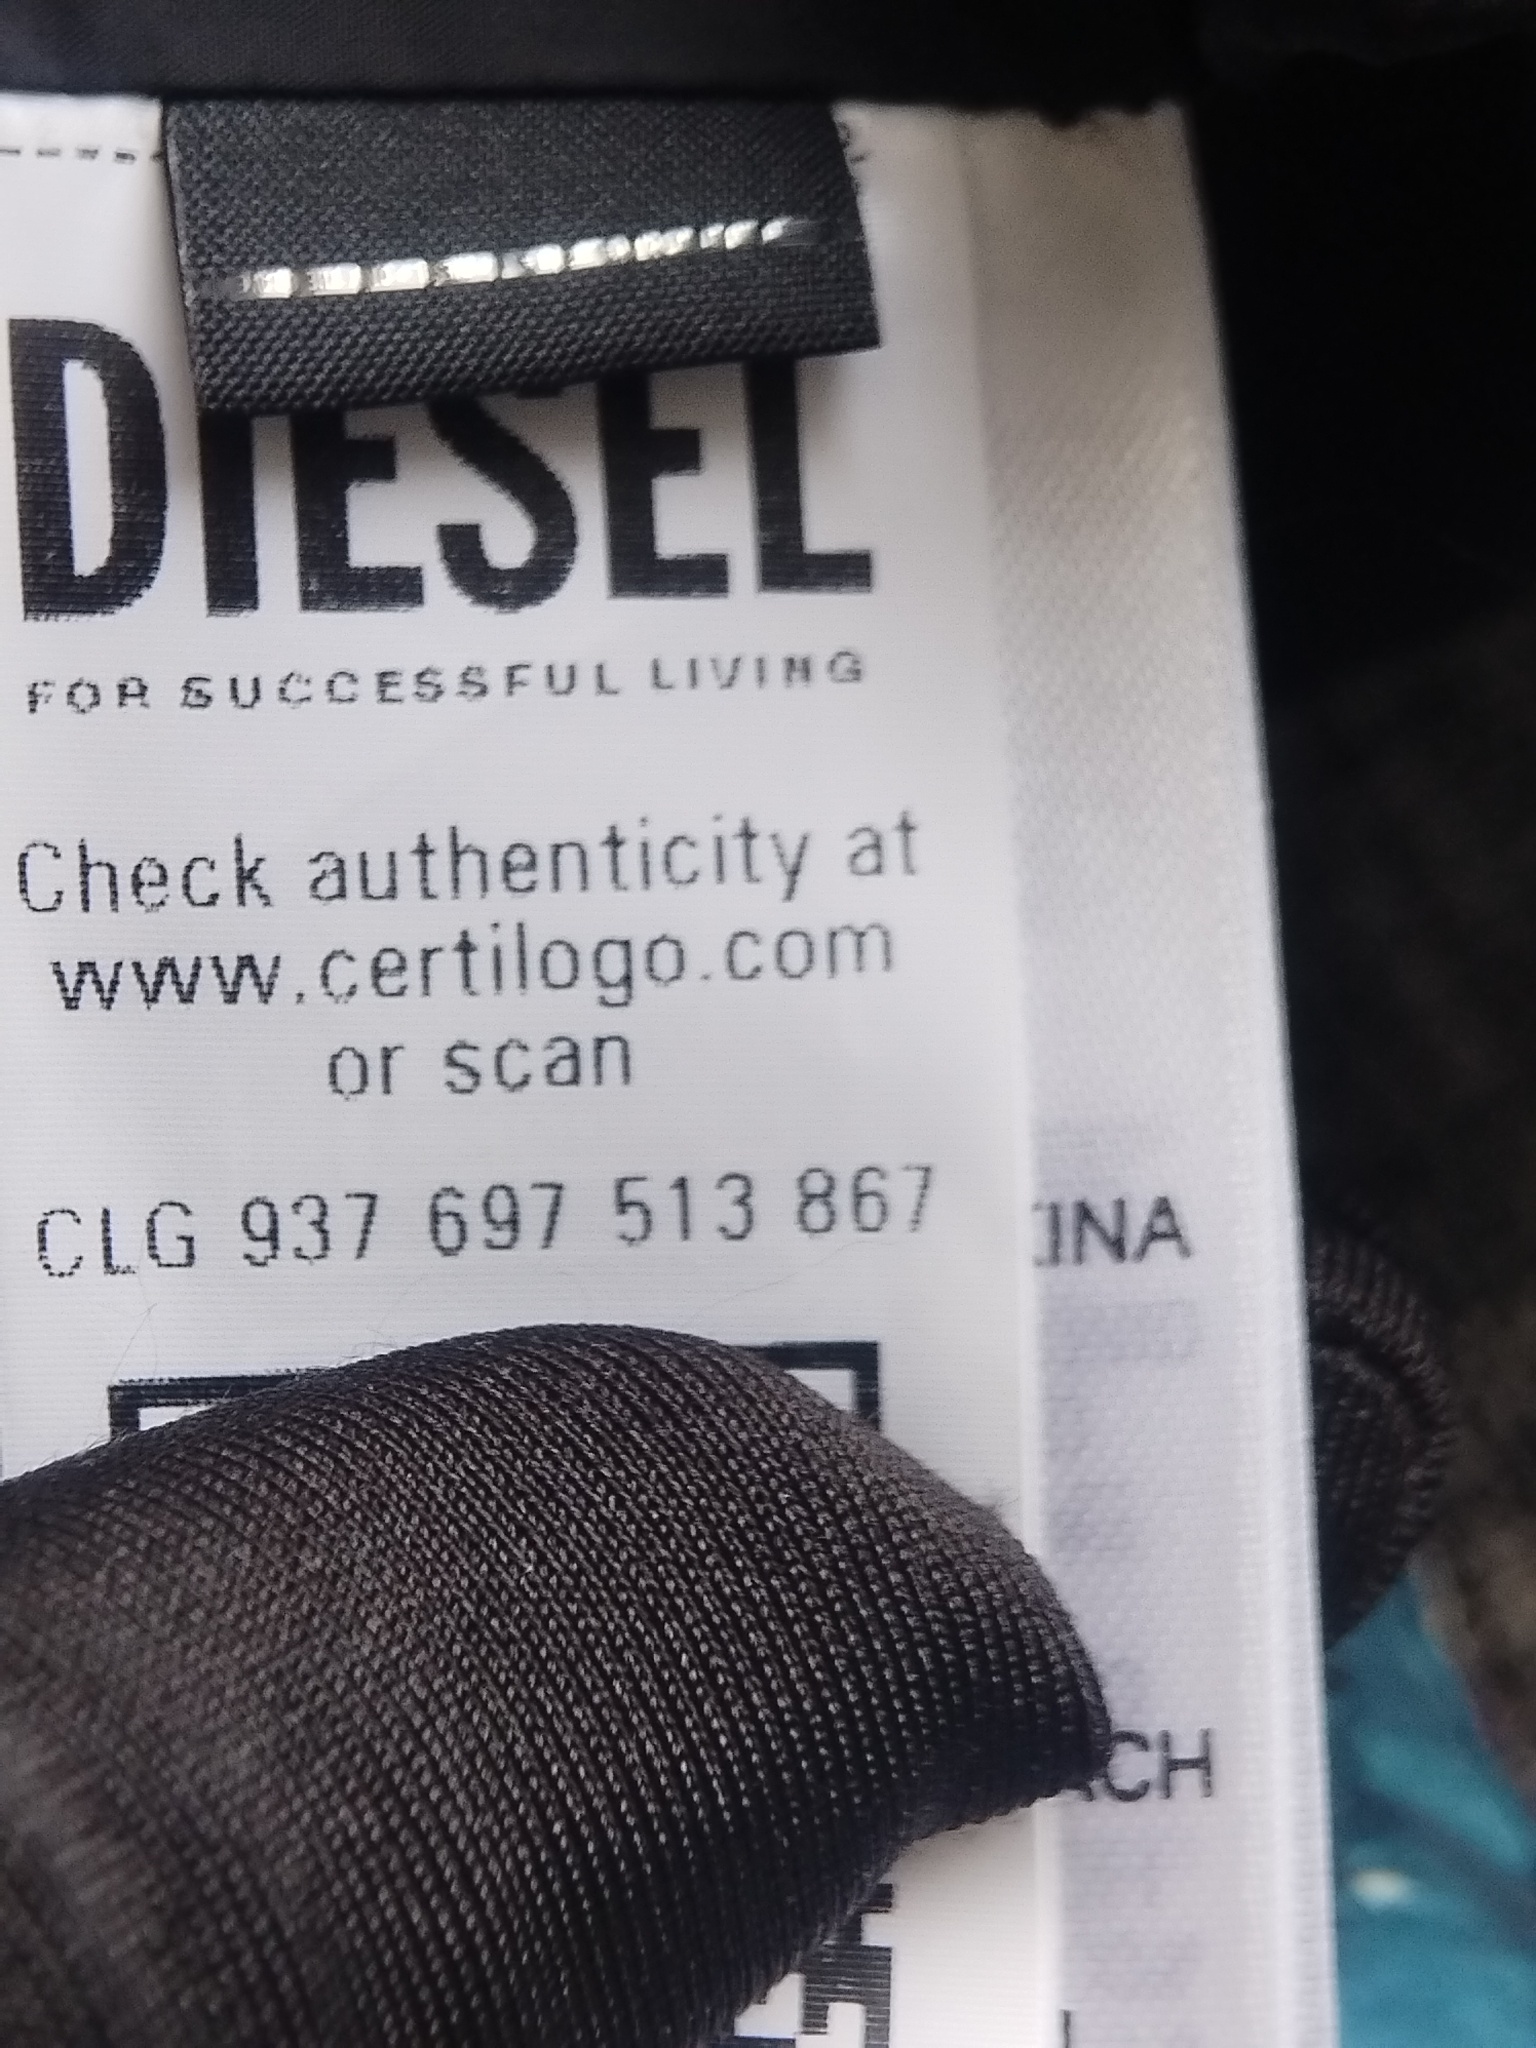 DIESEL
FOR SUCCESSFUL LIVING
Check authenticity at
www.certilogo.com
or scan
CLG 937 697 513 867